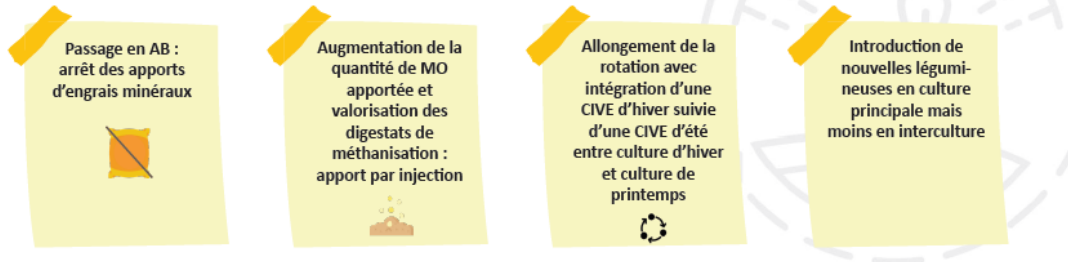 Passage en AB :
arrêt des apports
d'engrais minéraux
Augmentation de la
quantité de MO
apportée et
valorisation des
digestats de
méthanisation :
apport par injection
Allongement de la
rotation avec
intégration d'une
CIVE d'hiver suivie
d'une CIVE d'été
entre culture d'hiver
et culture de
printemps
Introduction de
nouvelles légumi-
neuses en culture
principale mais
moins en interculture